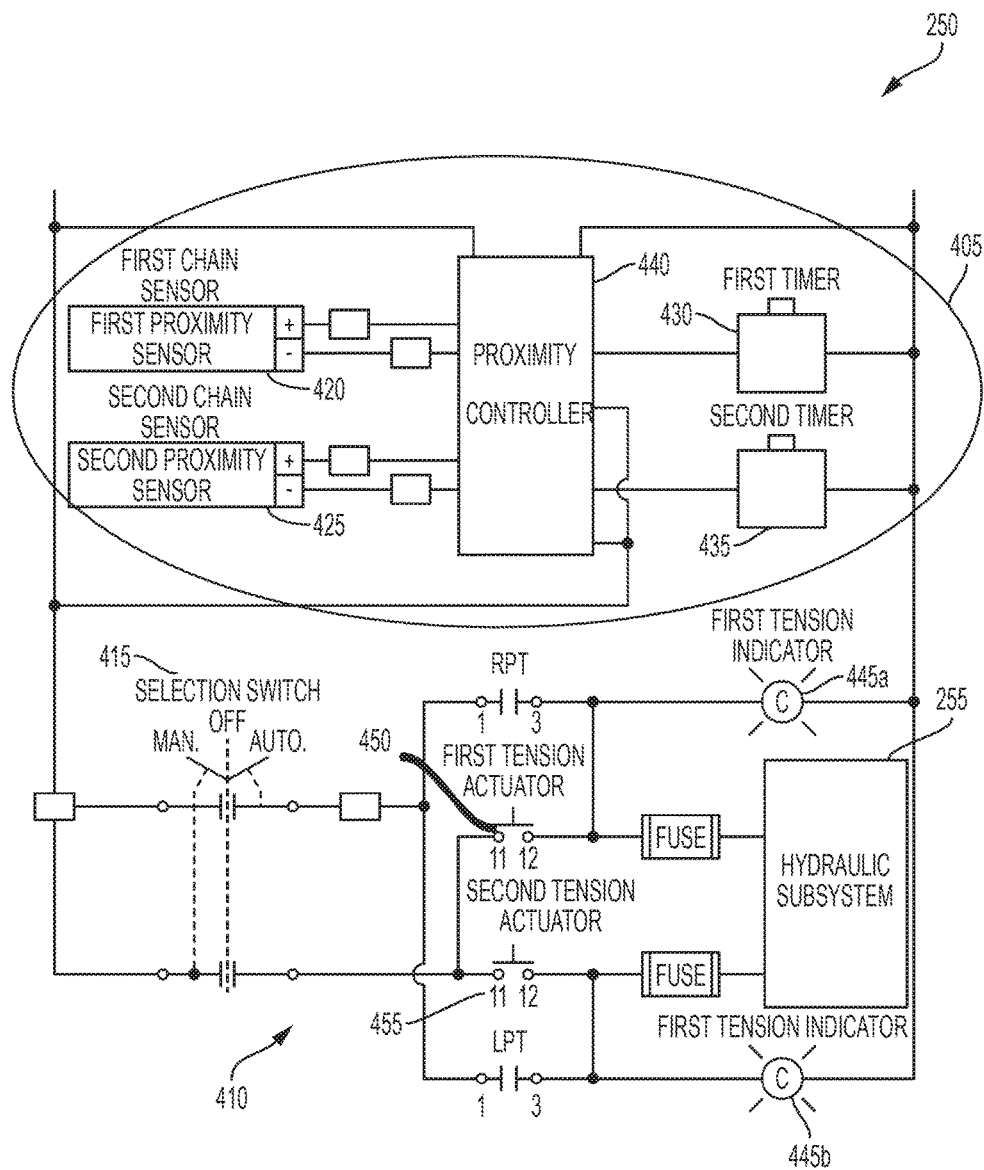 250
405
FIRST CHAIN
SENSOR
FIRST PROXIMITY
SENSOR
+
-
420
SECOND CHAIN
SENSOR
SECOND PROXIMITY
SENSOR
+
-
425
PROXIMITY
CONTROLLER
440
FIRST TIMER
430
SECOND TIMER
435
415
SELECTION SWITCH
OFF
MAN.
AUTO.
RPT
1
3
FIRST TENSION
INDICATOR
C
445a
255
450
FIRST TENSION
ACTUATOR
11
12
FUSE
HYDRAULIC
SUBSYSTEM
SECOND TENSION
ACTUATOR
11
12
455
FUSE
LPT
1
3
FIRST TENSION INDICATOR
C
445b
410